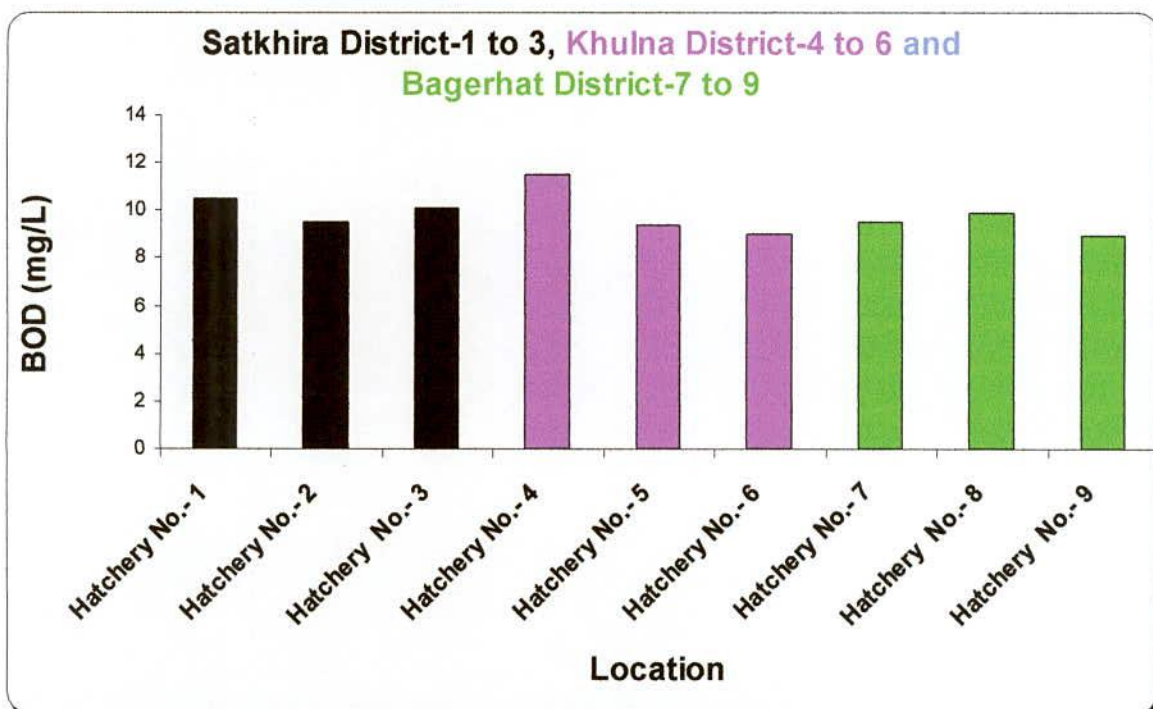 Satkhira District-1 to 3, Khulna District-4 to 6 and
Bagerhat District-7 to 9
14
12
10
8
6
4
2
0
BOD (mg/L)
Hatchery No.- 1
Hatchery No.- 2
Hatchery No.- 3
Hatchery No.- 4
Hatchery No.- 5
Hatchery No.- 6
Hatchery No.- 7
Hatchery No.- 8
Hatchery No.- 9
Location